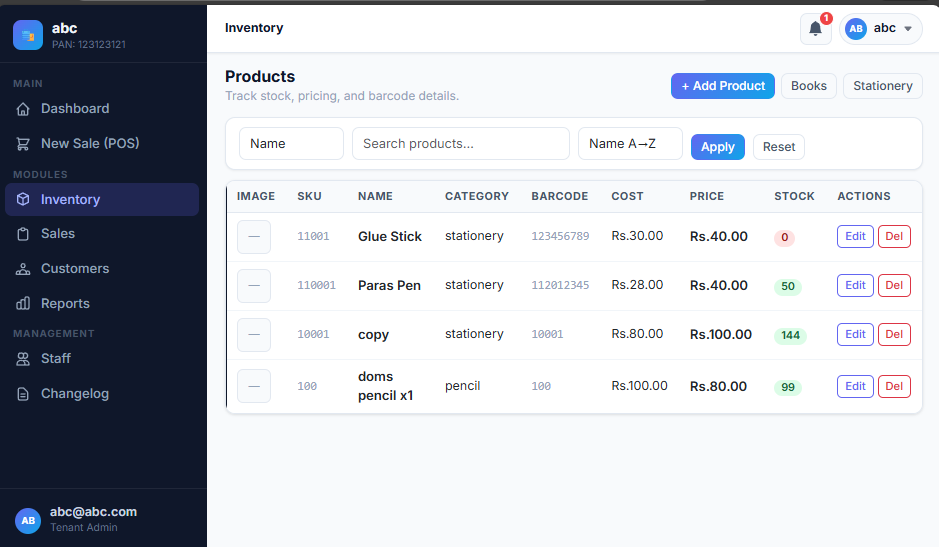 abc
PAN: 123123121
MAIN
Dashboard
New Sale (POS)
MODULES
Inventory
Sales
Customers
Reports
MANAGEMENT
Staff
Changelog
AB
abc@abc.com
Tenant Admin
Inventory
1
AB abc
Products
Track stock, pricing, and barcode details.
+ Add Product Books Stationery
Name Search products... Name A→Z Apply Reset
IMAGE SKU NAME CATEGORY BARCODE COST PRICE STOCK ACTIONS
— 11001 Glue Stick stationery 123456789 Rs.30.00 Rs.40.00 0 Edit Del
— 110001 Paras Pen stationery 112012345 Rs.28.00 Rs.40.00 50 Edit Del
— 10001 copy stationery 10001 Rs.80.00 Rs.100.00 144 Edit Del
— 100 doms pencil x1 pencil 100 Rs.100.00 Rs.80.00 99 Edit Del